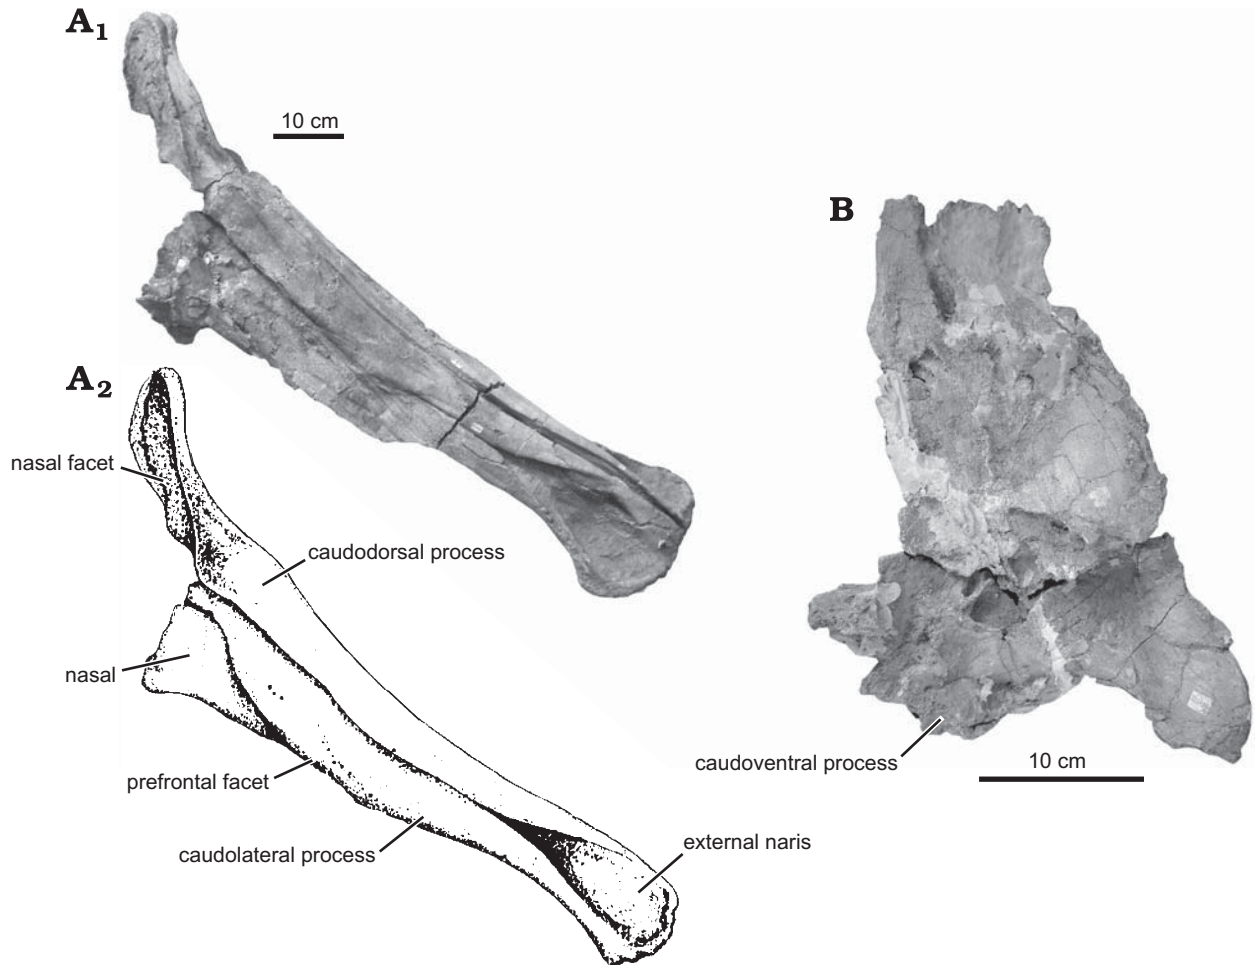 A1
10 cm
B
A2
nasal facet
caudodorsal process
nasal
prefrontal facet
caudolateral process
external naris
caudoventral process
10 cm